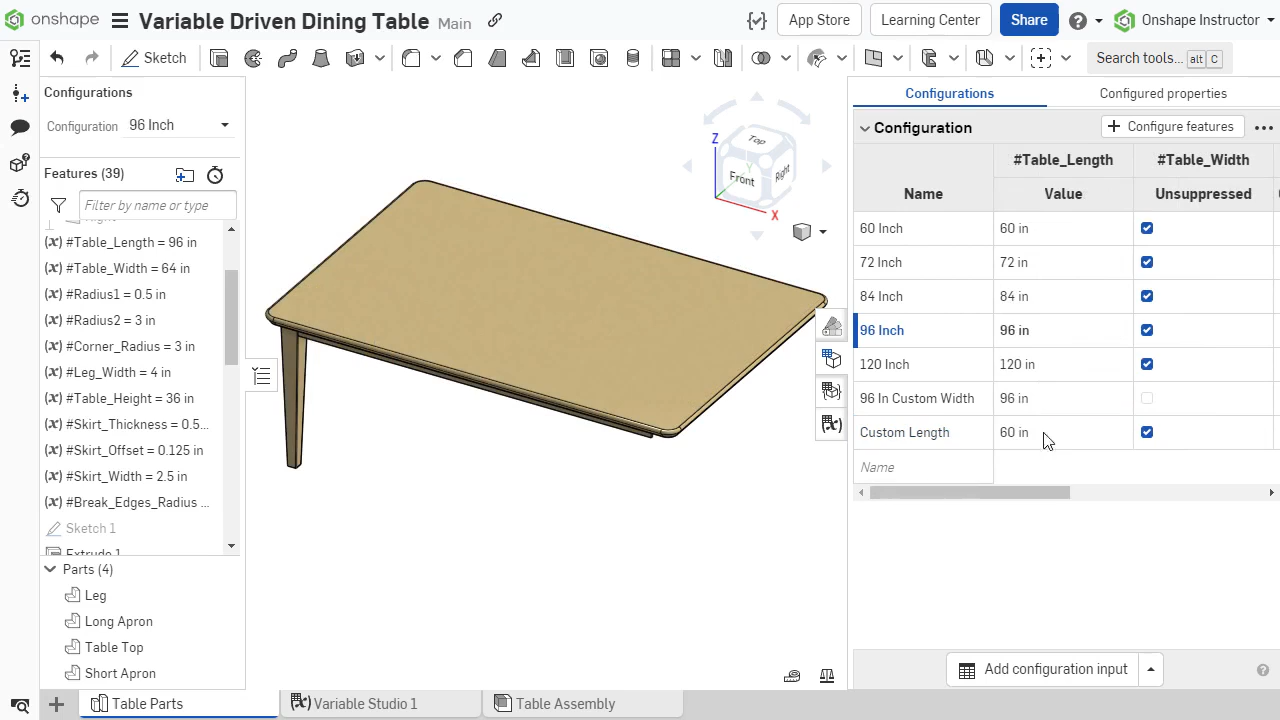 onshape
Variable Driven Dining Table Main
App Store
Learning Center
Share
Onshape Instructor
Sketch
Search tools... alt C
Configurations
Configuration 96 Inch
Features (39)
Filter by name or type
(x) #Table_Length = 96 in
(x) #Table_Width = 64 in
(x) #Radius1 = 0.5 in
(x) #Radius2 = 3 in
(x) #Corner_Radius = 3 in
(x) #Leg_Width = 4 in
(x) #Table_Height = 36 in
(x) #Skirt_Thickness = 0.5...
(x) #Skirt_Offset = 0.125 in
(x) #Skirt_Width = 2.5 in
(x) #Break_Edges_Radius ...
Sketch 1
Extrude 1
Parts (4)
Leg
Long Apron
Table Top
Short Apron
Z
Top
Y
Front
Right
X
Configurations
Configured properties
Configuration
Configure features
#Table_Length #Table_Width
Name Value Unsuppressed
60 Inch 60 in
72 Inch 72 in
84 Inch 84 in
96 Inch 96 in
120 Inch 120 in
96 In Custom Width 96 in
Custom Length 60 in
Name
Add configuration input
Table Parts
Variable Studio 1
Table Assembly